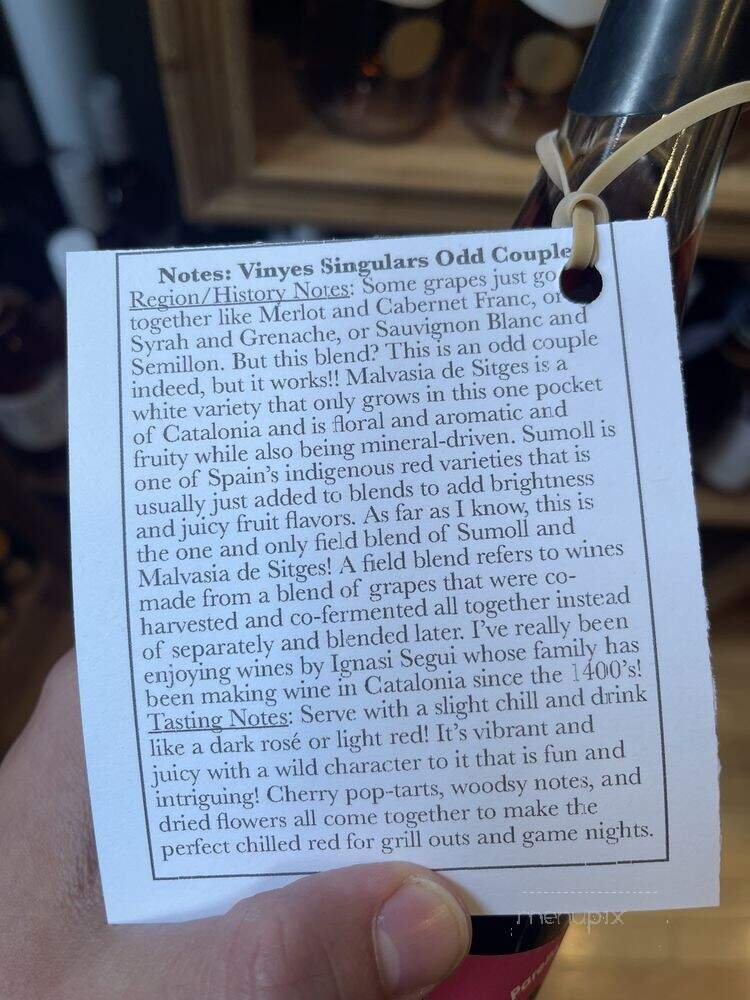 Notes: Vinyes Singulars Odd Couple
Region/History Notes: Some grapes just go
together like Merlot and Cabernet Franc, or
Syrah and Grenache, or Sauvignon Blanc and
Semillon. But this blend? This is an odd couple
indeed, but it works!! Malvasia de Sitges is a
white variety that only grows in this one pocket
of Catalonia and is floral and aromatic and
fruity while also being mineral-driven. Sumoll is
one of Spain's indigenous red varieties that is
usually just added to blends to add brightness
and juicy fruit flavors. As far as I know, this is
the one and only field blend of Sumoll and
Malvasia de Sitges! A field blend refers to wines
made from a blend of grapes that were co-
harvested and co-fermented all together instead
of separately and blended later. I've really been
enjoying wines by Ignasi Segui whose family has
been making wine in Catalonia since the 1400's!
Tasting Notes: Serve with a slight chill and drink
like a dark rosé or light red! It's vibrant and
juicy with a wild character to it that is fun and
intriguing! Cherry pop-tarts, woodsy notes, and
dried flowers all come together to make the
perfect chilled red for grill outs and game nights.
menupix